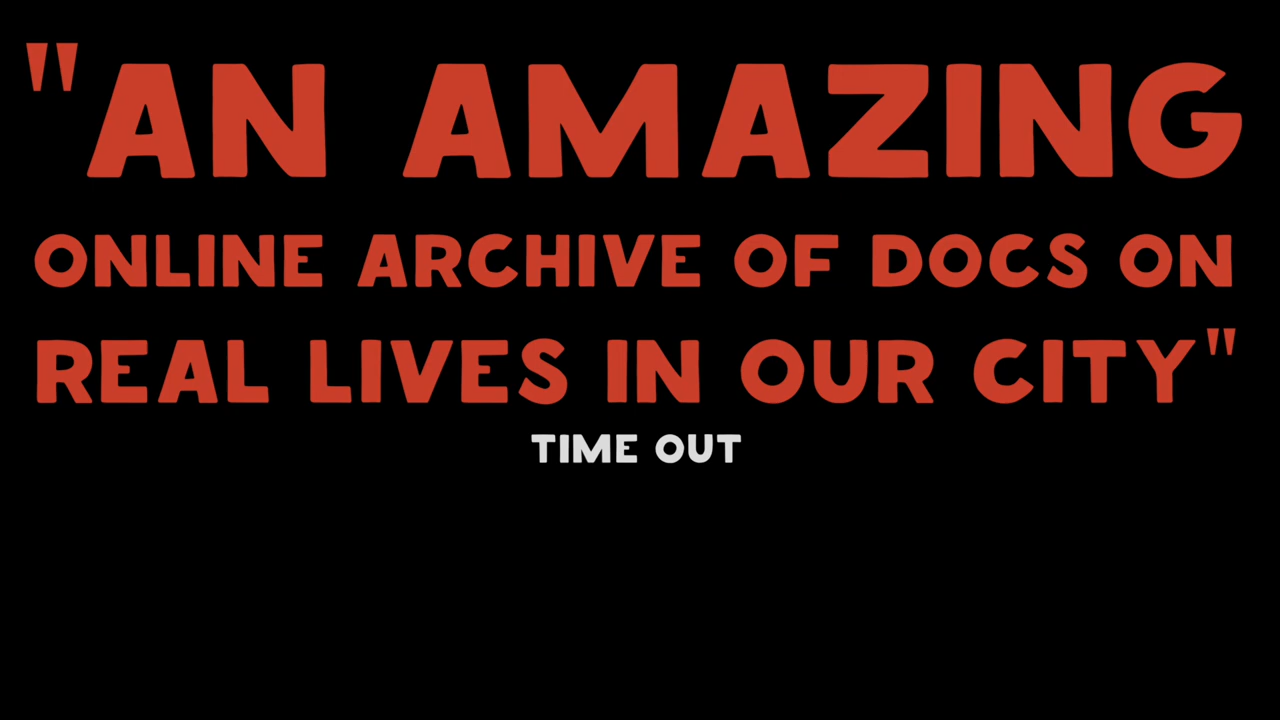 "AN AMAZING
ONLINE ARCHIVE OF DOCS ON
REAL LIVES IN OUR CITY"
TIME OUT